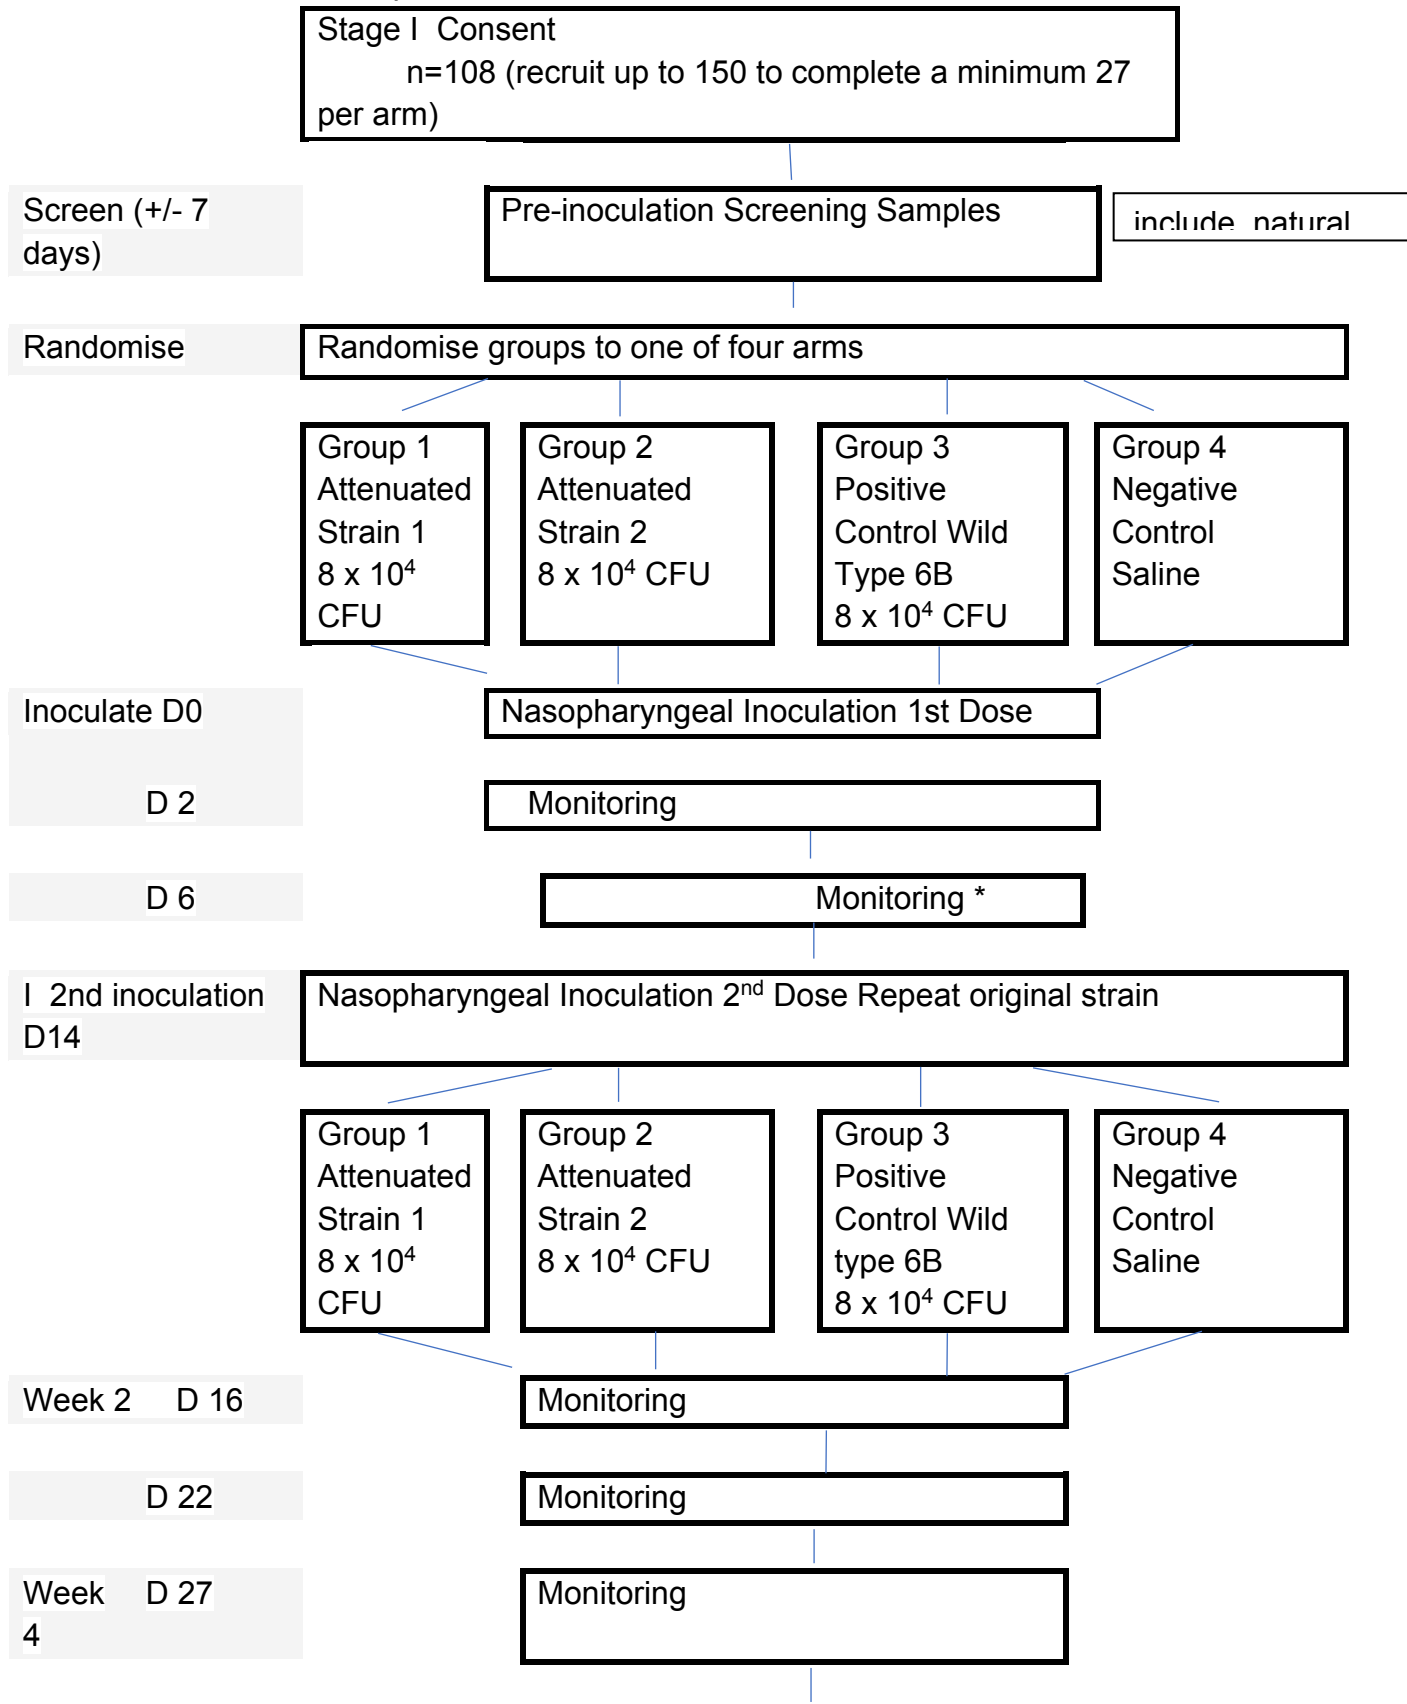 Stage I Consent
n=108 (recruit up to 150 to complete a minimum 27
per arm)
Screen (+/- 7
days)
Pre-inoculation Screening Samples
include natural
Randomise
Randomise groups to one of four arms
Group 1
Attenuated
Strain 1
8 x 10⁴
CFU
Group 2
Attenuated
Strain 2
8 x 10⁴ CFU
Group 3
Positive
Control Wild
Type 6B
8 x 10⁴ CFU
Group 4
Negative
Control
Saline
Inoculate D0
Nasopharyngeal Inoculation 1st Dose
D 2
Monitoring
D 6
Monitoring *
I 2nd inoculation
D14
Nasopharyngeal Inoculation 2ⁿᵈ Dose Repeat original strain
Group 1
Attenuated
Strain 1
8 x 10⁴
CFU
Group 2
Attenuated
Strain 2
8 x 10⁴ CFU
Group 3
Positive
Control Wild
type 6B
8 x 10⁴ CFU
Group 4
Negative
Control
Saline
Week 2 D 16
Monitoring
D 22
Monitoring
Week D 27
4
Monitoring